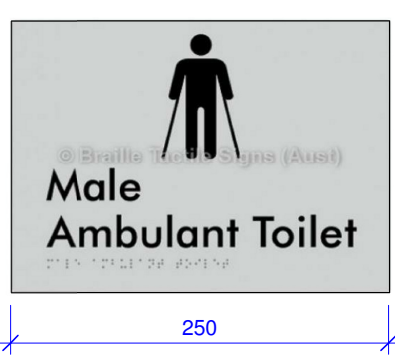 © Braille Tactile Signs (Aust)
Male
Ambulant Toilet
⠍⠁⠇⠑ ⠁⠍⠃⠥⠇⠁⠝⠞ ⠞⠕⠊⠇⠑⠞
250